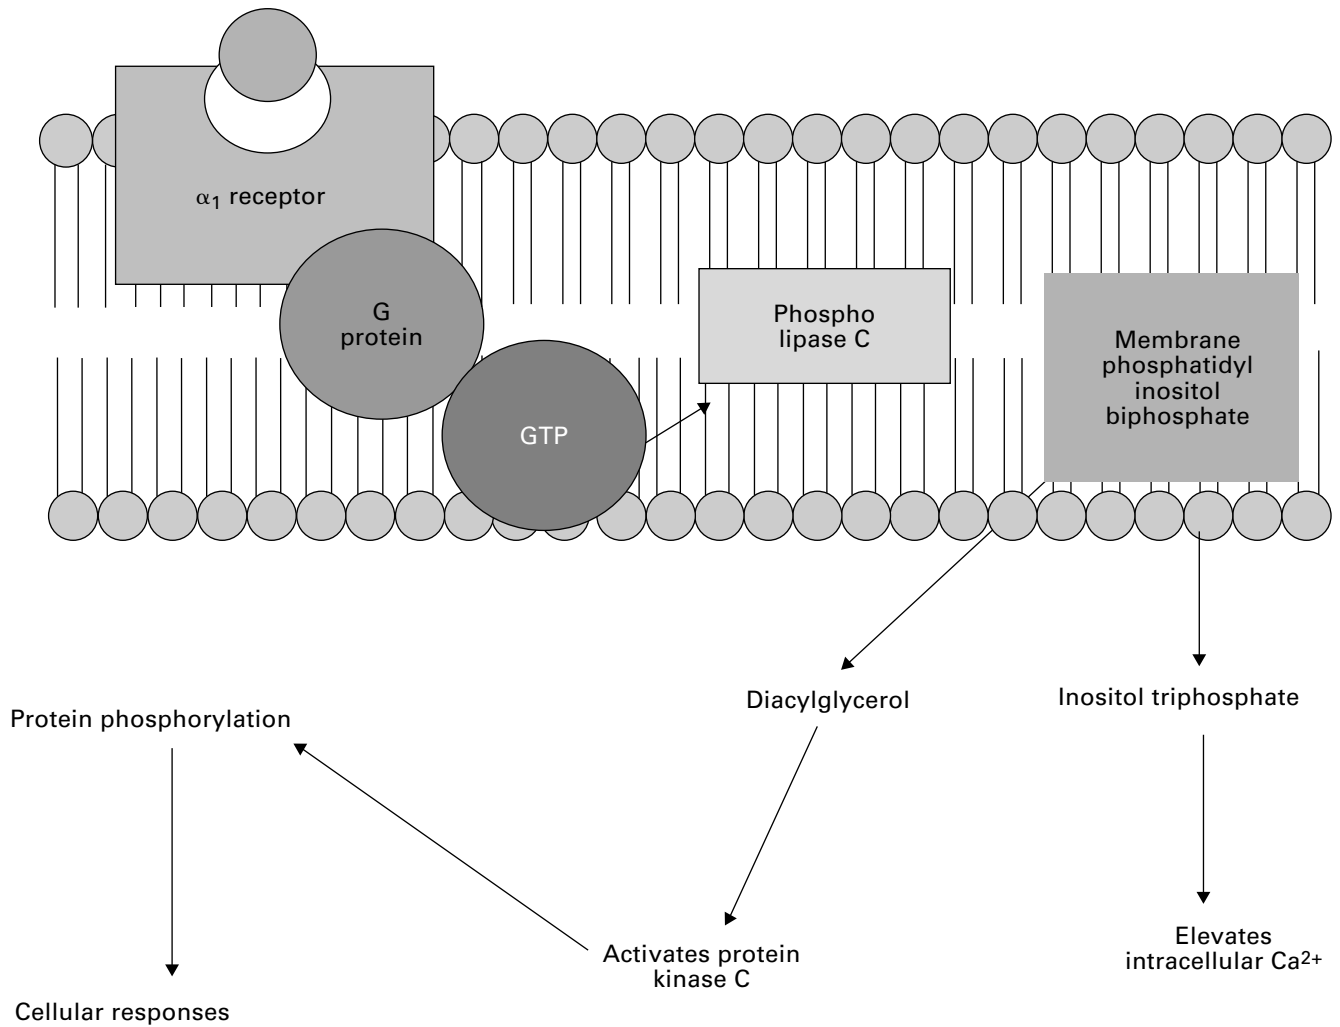 α1 receptor
G
protein
GTP
Phospho
lipase C
Membrane
phosphatidyl
inositol
biphosphate
Diacylglycerol
Inositol triphosphate
Protein phosphorylation
Activates protein
kinase C
Elevates
intracellular Ca2+
Cellular responses